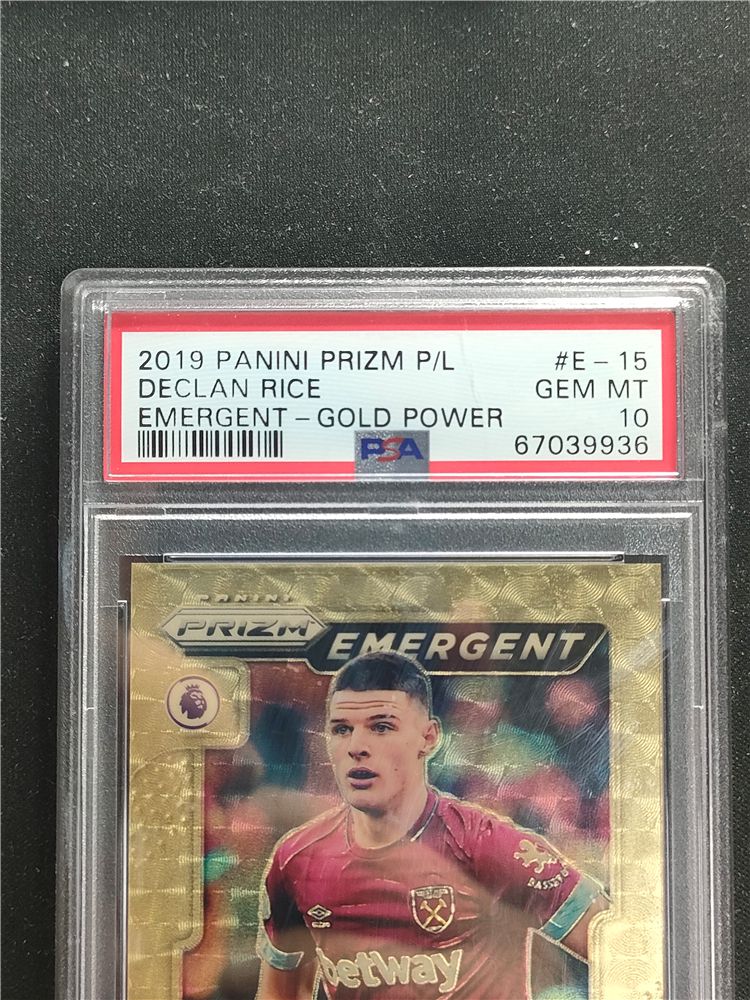 2019 PANINI PRIZM P/L #E-15
DECLAN RICE GEM MT
EMERGENT-GOLD POWER 10
PSA 67039936
PANINI
PRIZM EMERGENT
betway